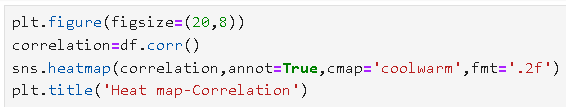 plt.figure(figsize=(20,8))
correlation=df.corr()
sns.heatmap(correlation,annot=True,cmap='coolwarm',fmt='.2f')
plt.title('Heat map-Correlation')